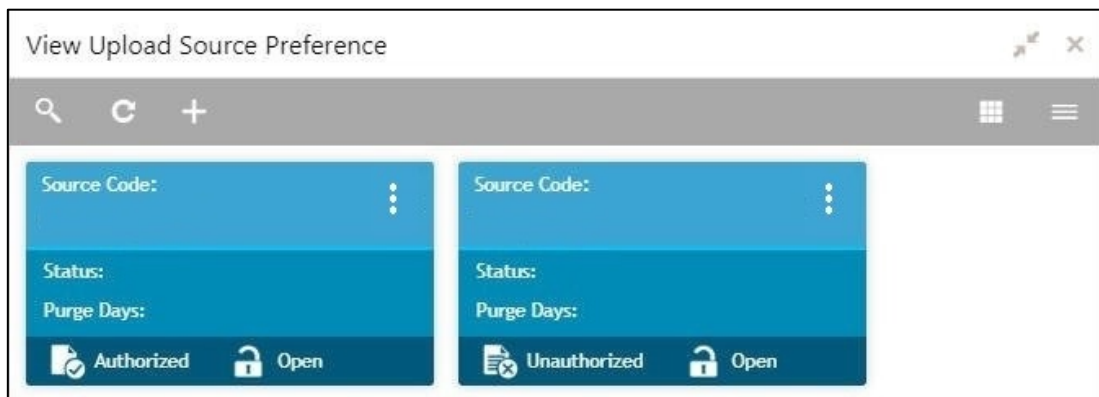 View Upload Source Preference
Source Code:
Status:
Purge Days:
Authorized Open
Source Code:
Status:
Purge Days:
Unauthorized Open